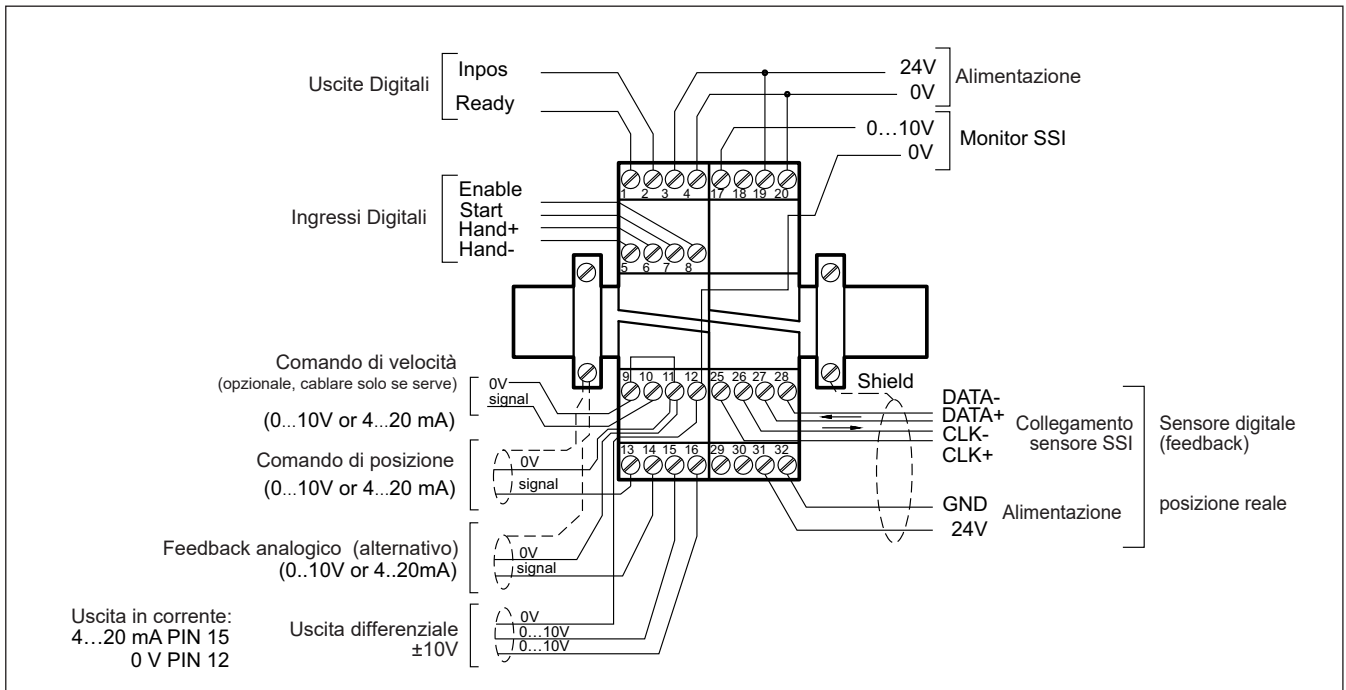 Uscite Digitali
Inpos
Ready
24V
0V
Alimentazione
0...10V
0V
Monitor SSI
1 2 3 4 17 18 19 20
Ingressi Digitali
Enable
Start
Hand+
Hand-
5 6 7 8
Comando di velocità
(opzionale, cablare solo se serve)
(0...10V or 4...20 mA)
0V
signal
9 10 11 12 25 26 27 28
Shield
DATA-
DATA+
CLK-
CLK+
Collegamento
sensore SSI
Sensore digitale
(feedback)
Comando di posizione
(0...10V or 4...20 mA)
0V
signal
13 14 15 16 29 30 31 32
GND
24V
Alimentazione
posizione reale
Feedback analogico (alternativo)
(0..10V or 4..20mA)
0V
signal
Uscita in corrente:
4...20 mA PIN 15
0 V PIN 12
Uscita differenziale
±10V
0V
0...10V
0...10V